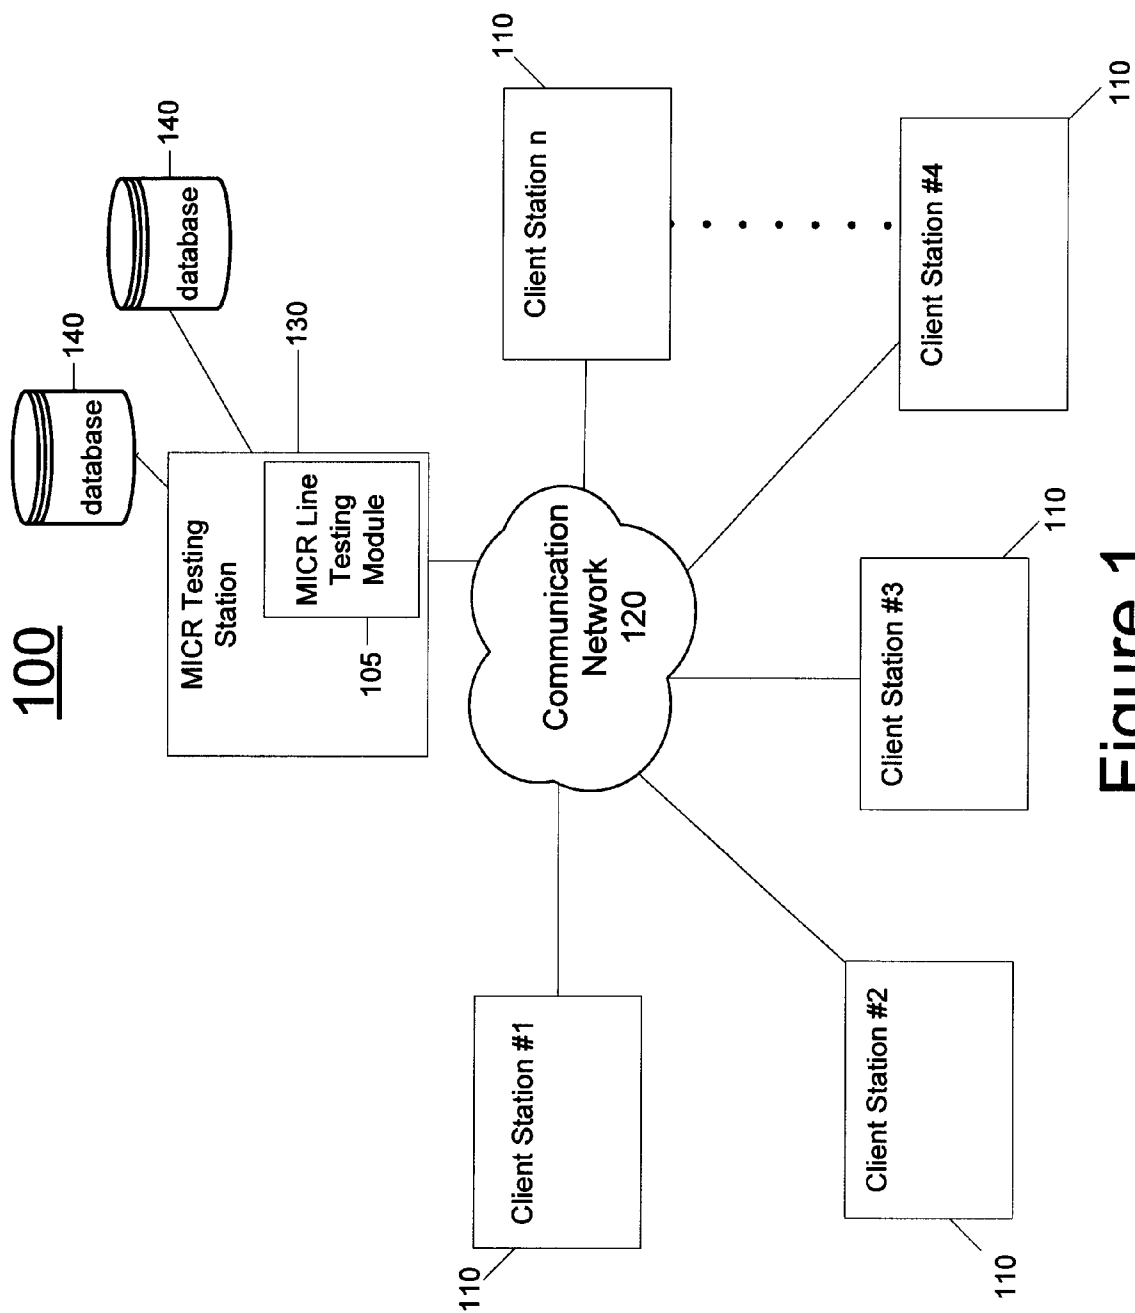 100
140
database
140
database
130
MICR Testing
Station
MICR Line
Testing
Module
105
Communication
Network
120
110
Client Station #1
110
Client Station n
110
Client Station #2
110
Client Station #3
110
Client Station #4
110
Figure 1